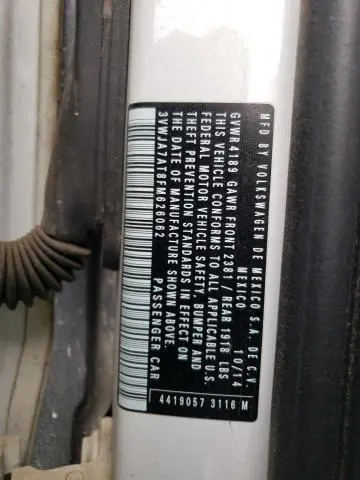 MFD BY VOLKSWAGEN DE MEXICO S.A. DE C.V.
MEXICO 10/14
GVWR 4189 GAWR FRONT 2381 / REAR 1918 LBS
THIS VEHICLE CONFORMS TO ALL APPLICABLE U.S.
FEDERAL MOTOR VEHICLE SAFETY, BUMPER AND
THEFT PREVENTION STANDARDS IN EFFECT ON THE
DATE OF MANUFACTURE SHOWN ABOVE.
3VWJA7AT8FM626062 PASSENGER CAR
4419057 3116 M